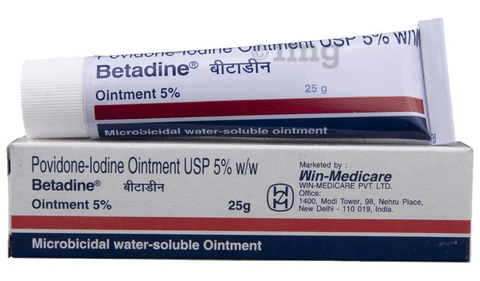 Povidone-Iodine Ointment USP 5% w/w
Betadine® बीटाडीन
Ointment 5% 25 g
Microbicidal water-soluble ointment
Povidone-Iodine Ointment USP 5% w/w
Betadine® बीटाडीन
Ointment 5% 25g
Microbicidal water-soluble Ointment
Marketed by :
Win-Medicare
WIN-MEDICARE PVT. LTD.
Office:
1400, Modi Tower, 98, Nehru Place,
New Delhi - 110 019, India.